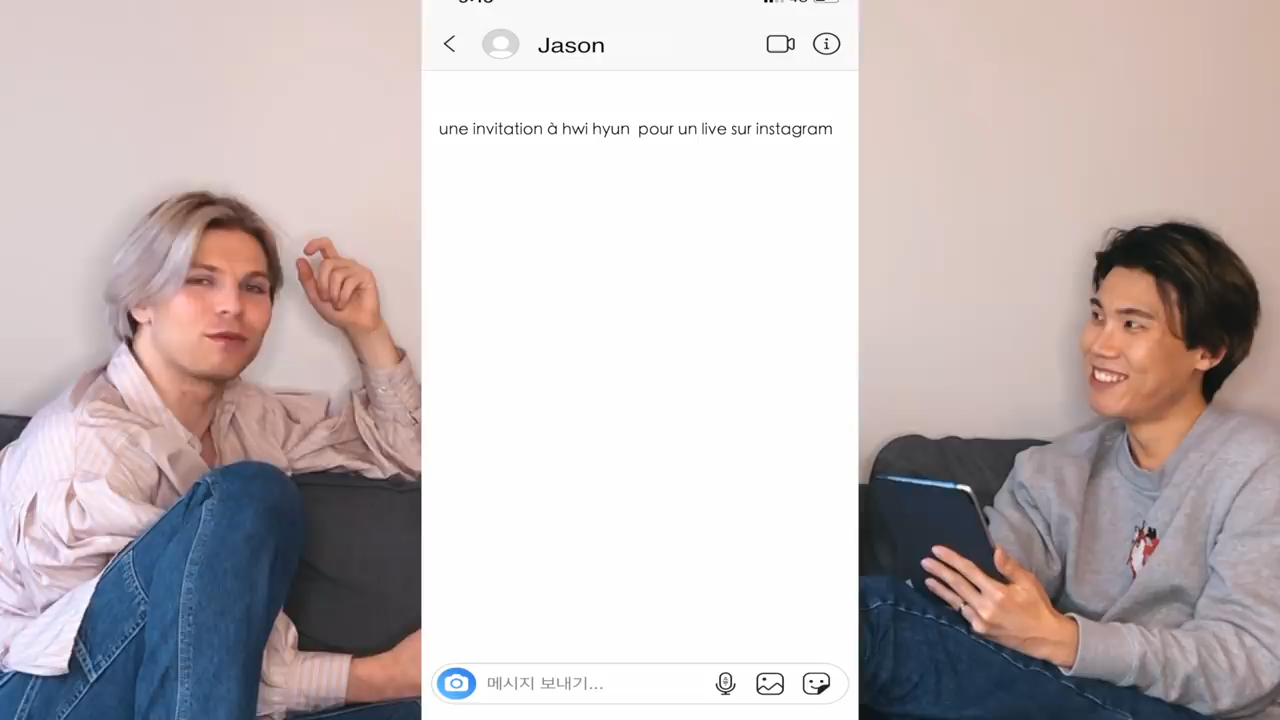 Jason
une invitation à hwi hyun pour un live sur instagram
메시지 보내기...